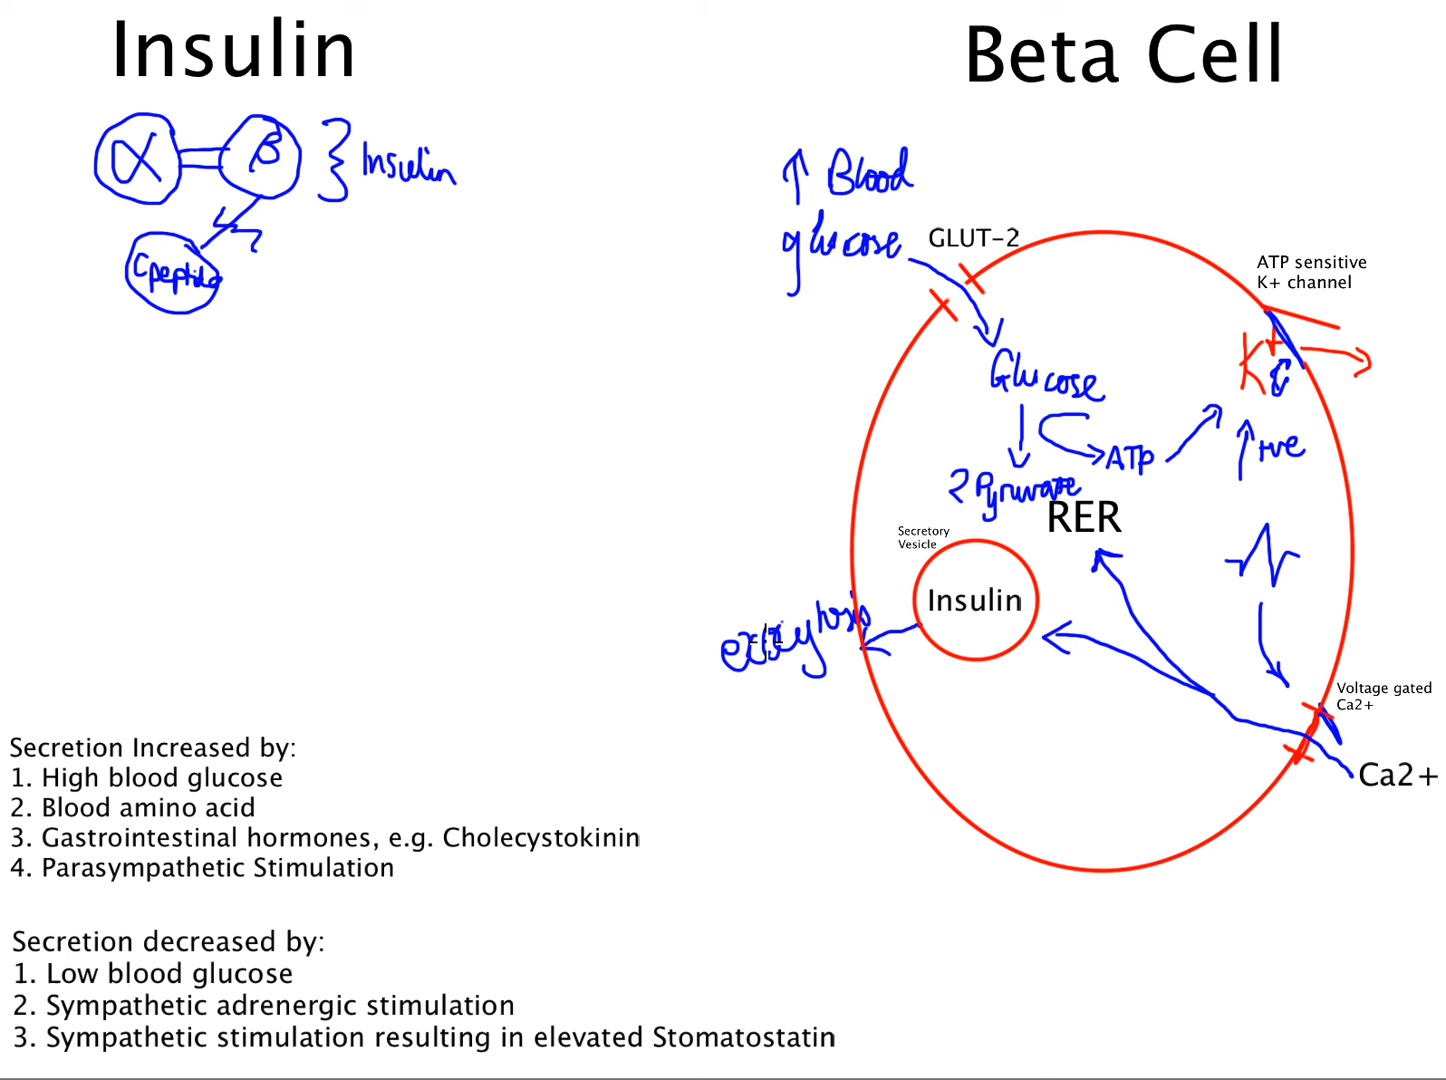 Insulin
α
β
Insulin
C peptide
Secretion Increased by:
1. High blood glucose
2. Blood amino acid
3. Gastrointestinal hormones, e.g. Cholecystokinin
4. Parasympathetic Stimulation
Secretion decreased by:
1. Low blood glucose
2. Sympathetic adrenergic stimulation
3. Sympathetic stimulation resulting in elevated Stomatostatin
Beta Cell
↑ Blood
glucose
GLUT-2
ATP sensitive
K+ channel
K+
Glucose
ATP
↑ +ve
2 Pyruvate
RER
Secretory
Vesicle
Insulin
exocytosis
Voltage gated
Ca2+
Ca2+